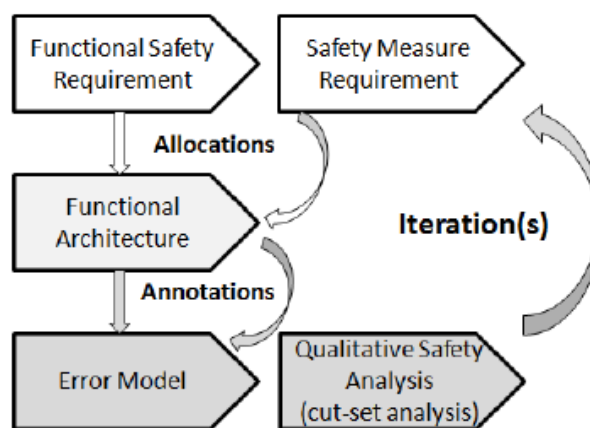 Functional Safety
Requirement
Safety Measure
Requirement
Allocations
Functional
Architecture
Iteration(s)
Annotations
Error Model
Qualitative Safety
Analysis
(cut-set analysis)